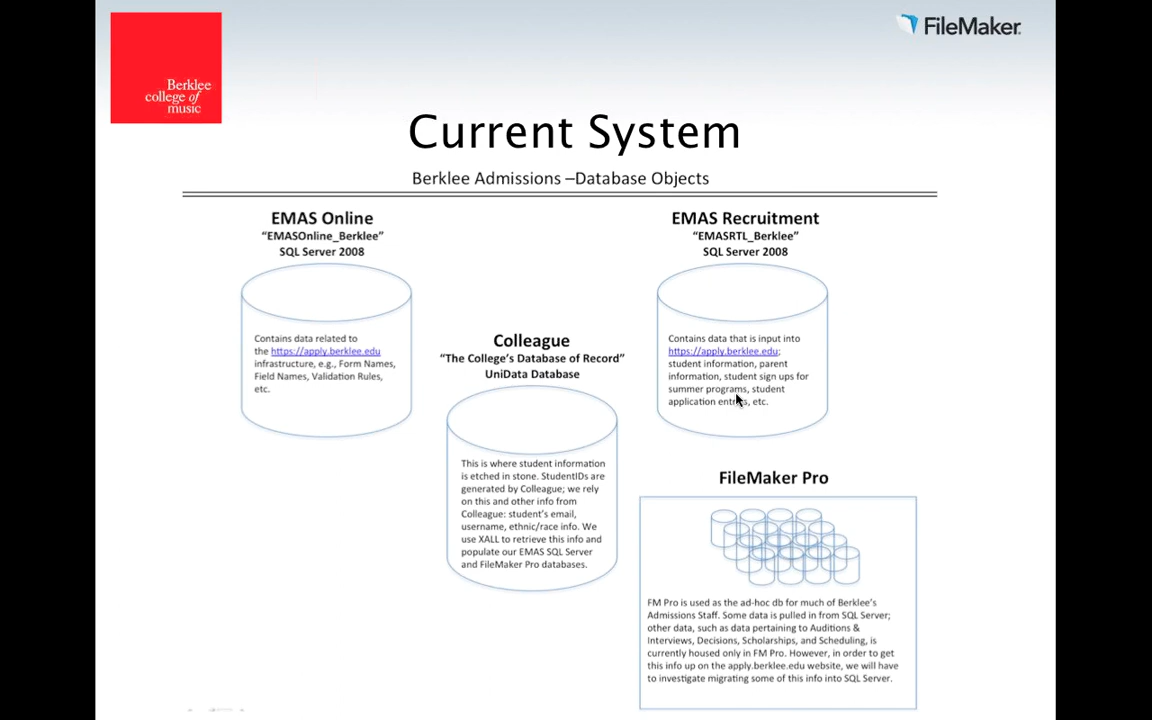 Berklee
college of
music
FileMaker
Current System
Berklee Admissions –Database Objects
EMAS Online
“EMASOnline_Berklee”
SQL Server 2008
Contains data related to
the https://apply.berklee.edu
infrastructure, e.g., Form Names,
Field Names, Validation Rules,
etc.
Colleague
“The College’s Database of Record”
UniData Database
This is where student information
is etched in stone. StudentIDs are
generated by Colleague; we rely
on this and other info from
Colleague: student’s email,
username, ethnic/race info. We
use XALL to retrieve this info and
populate our EMAS SQL Server
and FileMaker Pro databases.
EMAS Recruitment
“EMASRTL_Berklee”
SQL Server 2008
Contains data that is input into
https://apply.berklee.edu;
student information, parent
information, student sign ups for
summer programs, student
application entries, etc.
FileMaker Pro
FM Pro is used as the ad-hoc db for much of Berklee’s
Admissions Staff. Some data is pulled in from SQL Server;
other data, such as data pertaining to Auditions &
Interviews, Decisions, Scholarships, and Scheduling, is
currently housed only in FM Pro. However, in order to get
this info up on the apply.berklee.edu website, we will have
to investigate migrating some of this info into SQL Server.